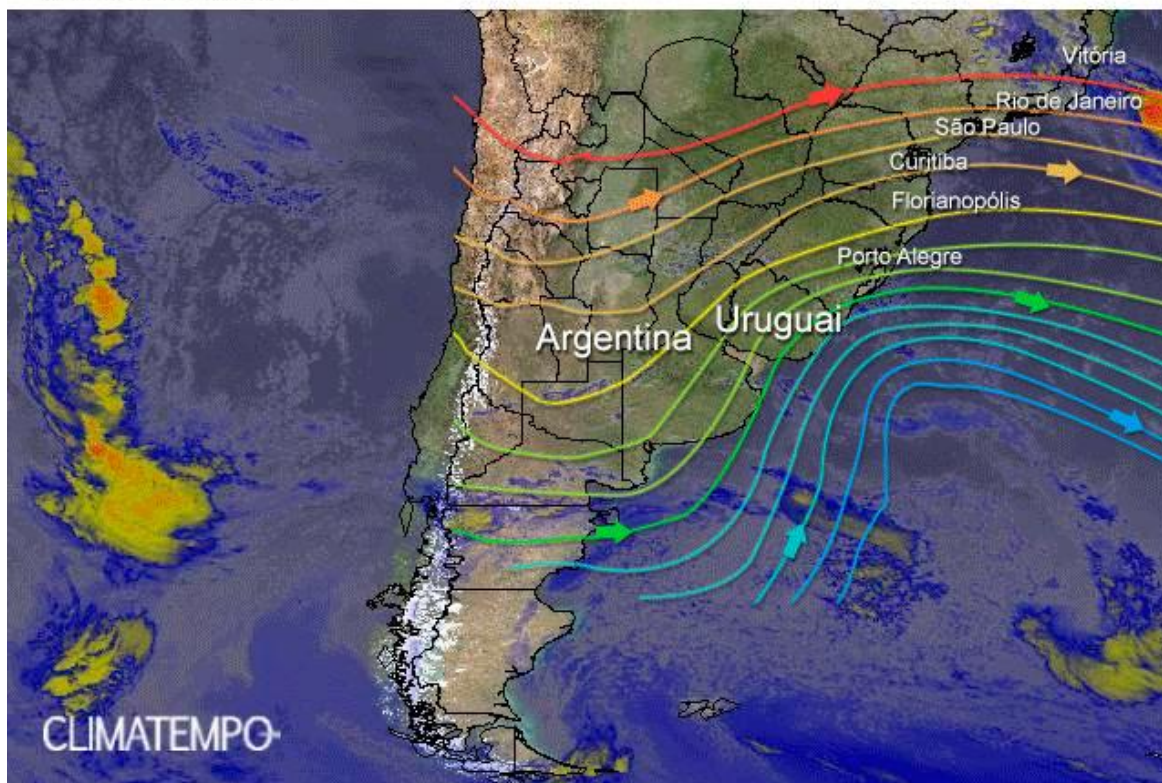 Vitória
Rio de Janeiro
São Paulo
Curitiba
Florianopólis
Porto Alegre
Uruguai
Argentina
CLIMATEMPO